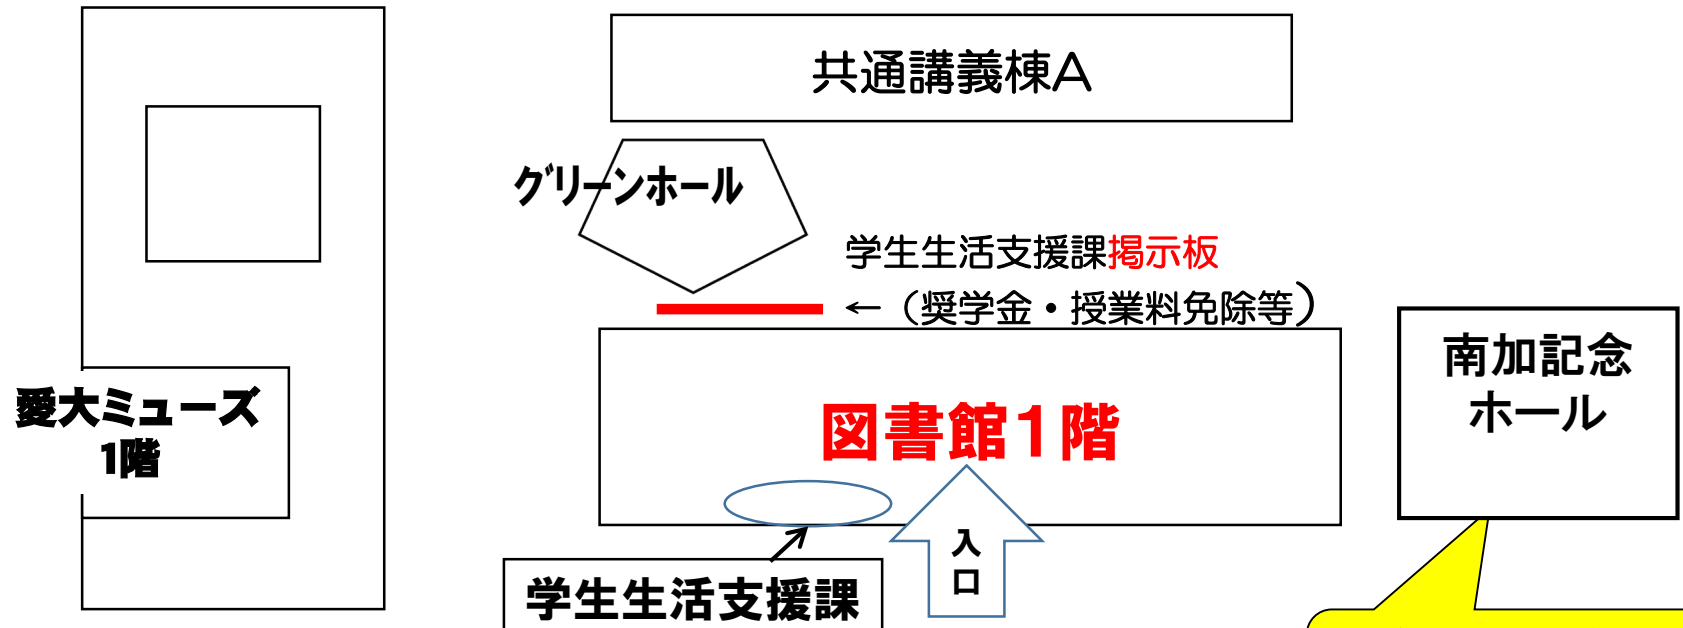 共通講義棟A
グリーンホール
学生生活支援課掲示板
←（奨学金・授業料免除等）
南加記念
ホール
愛大ミューズ
1階
図書館1階
入
口
学生生活支援課